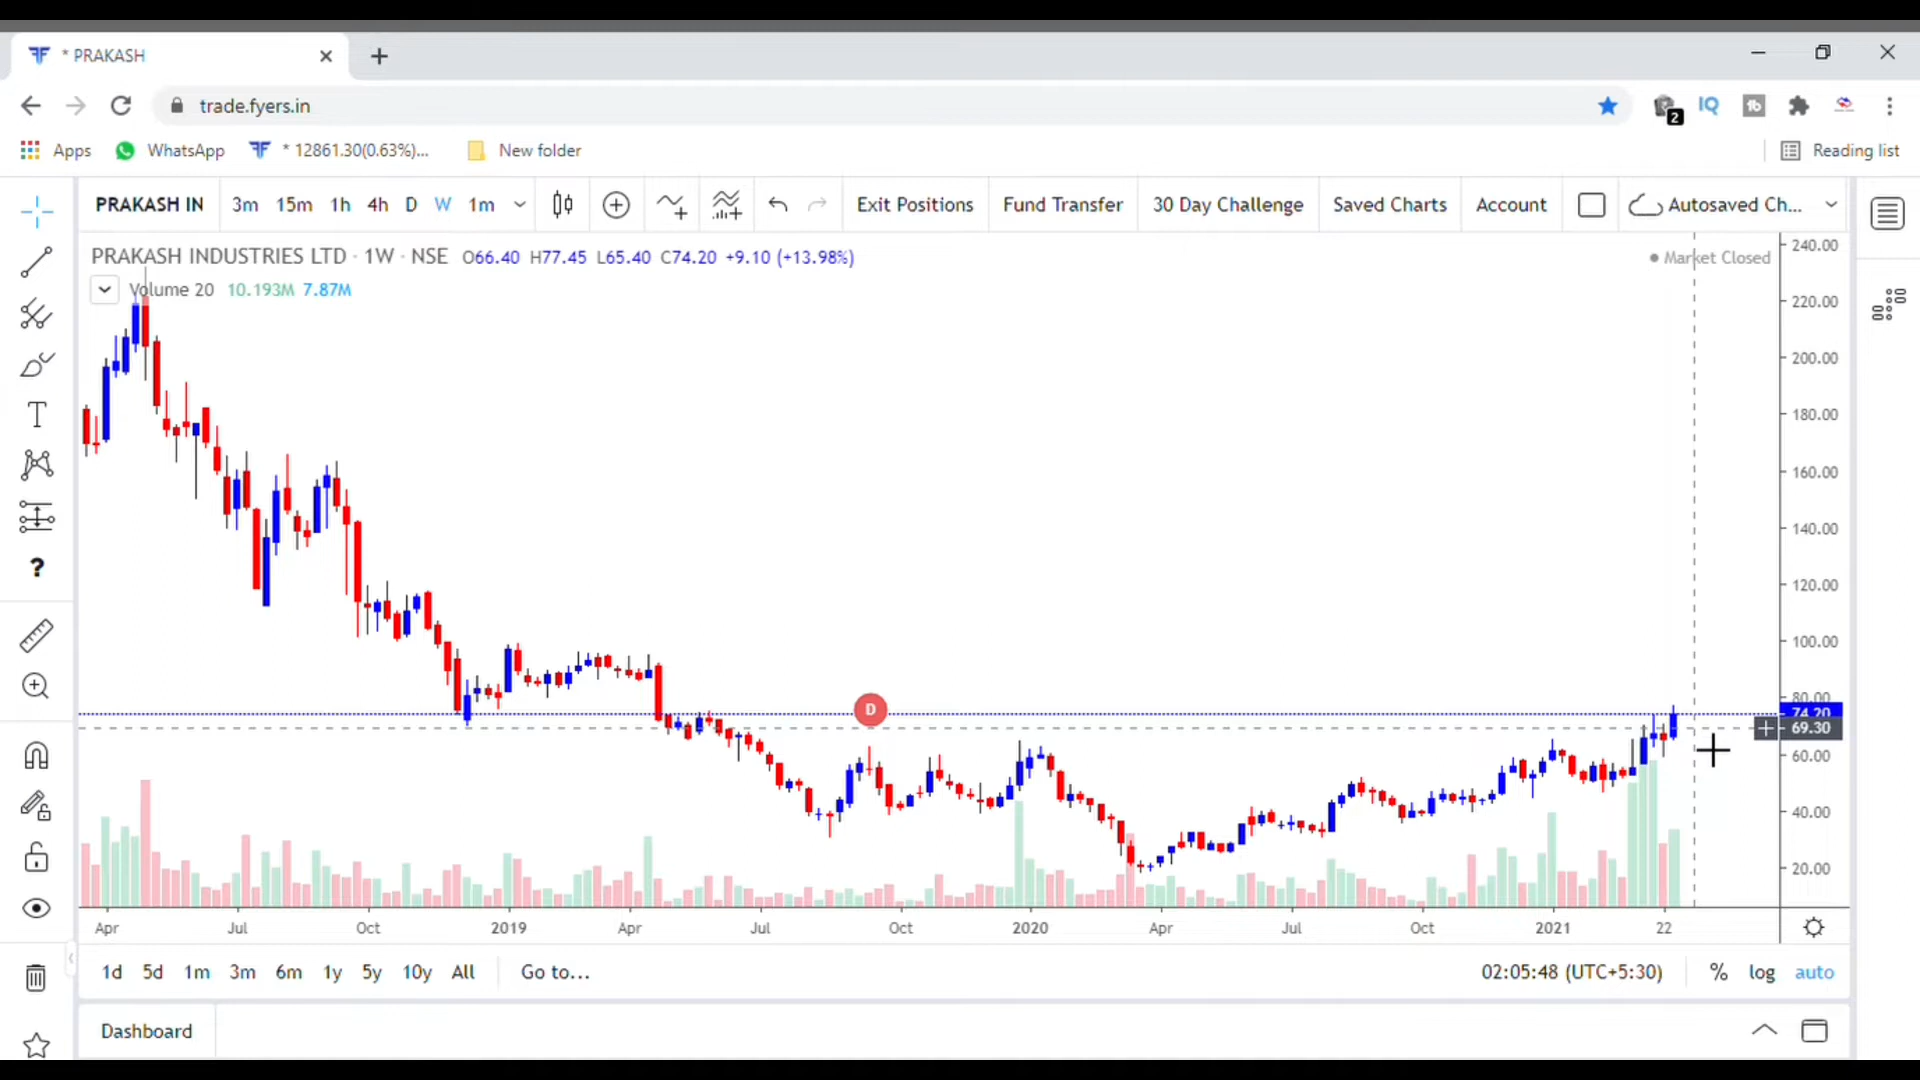 * PRAKASH
trade.fyers.in
2
IQ
Apps WhatsApp * 12861.30(0.63%)... New folder Reading list
PRAKASH IN 3m 15m 1h 4h D W 1m Exit Positions Fund Transfer 30 Day Challenge Saved Charts Account Autosaved Ch...
PRAKASH INDUSTRIES LTD · 1W · NSE O66.40 H77.45 L65.40 C74.20 +9.10 (+13.98%)
Market Closed
Volume 20 10.193M 7.87M
240.00
220.00
200.00
180.00
160.00
140.00
120.00
100.00
80.00
74.20
69.30
60.00
40.00
20.00
D
Apr Jul Oct 2019 Apr Jul Oct 2020 Apr Jul Oct 2021 22
1d 5d 1m 3m 6m 1y 5y 10y All Go to... 02:05:48 (UTC+5:30) % log auto
Dashboard